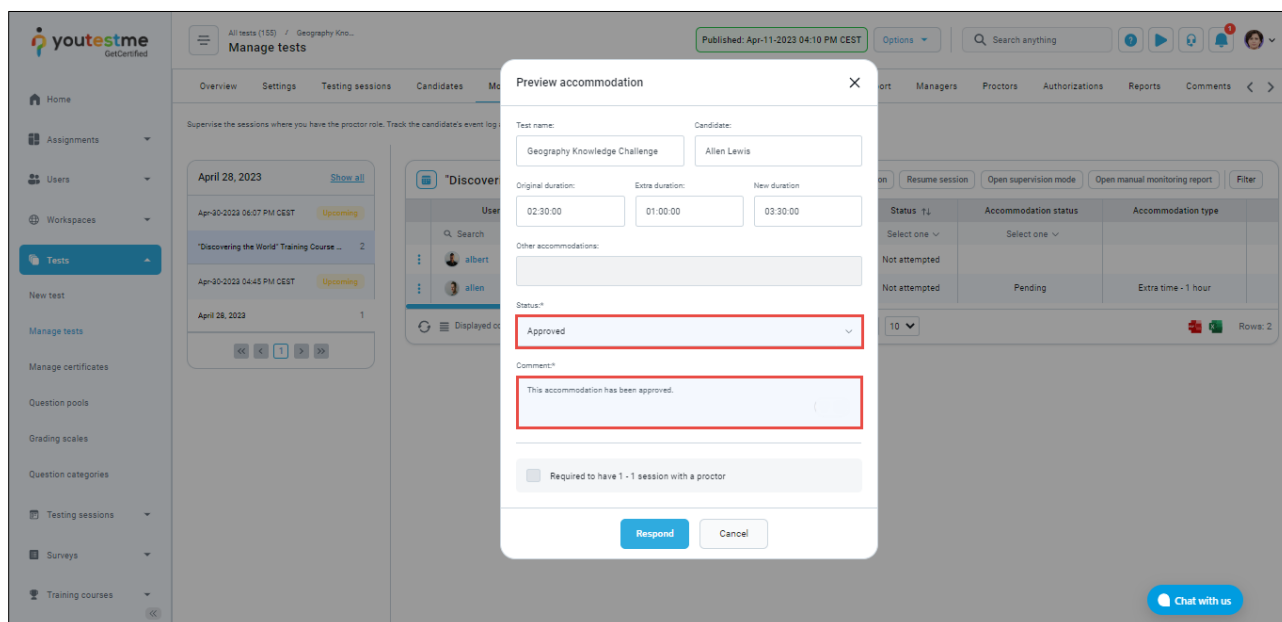 youtestme
GetCertified
All tests (155) / Geography Kno...
Manage tests
Published: Apr-11-2023 04:10 PM CEST
Options
Search anything
Home
Assignments
Users
Workspaces
Tests
New test
Manage tests
Manage certificates
Question pools
Grading scales
Question categories
Testing sessions
Surveys
Training courses
Overview Settings Testing sessions Candidates Mo
ort Managers Proctors Authorizations Reports Comments
Supervise the sessions where you have the proctor role. Track the candidate's event log
April 28, 2023 Show all
Apr-30-2023 06:07 PM CEST Upcoming
"Discovering the World" Training Course ... 2
Apr-30-2023 04:45 PM CEST Upcoming
April 28, 2023 1
1
"Discover
on Resume session Open supervision mode Open manual monitoring report Filter
User Status Accommodation status Accommodation type
Search Select one Select one
albert Not attempted
allen Not attempted Pending Extra time - 1 hour
Displayed co 10 Rows: 2
Preview accommodation
Test name: Candidate:
Geography Knowledge Challenge Allen Lewis
Original duration: Extra duration: New duration
02:30:00 01:00:00 03:30:00
Other accommodations:
Status:*
Approved
Comment:*
This accommodation has been approved.
Required to have 1 - 1 session with a proctor
Respond Cancel
Chat with us